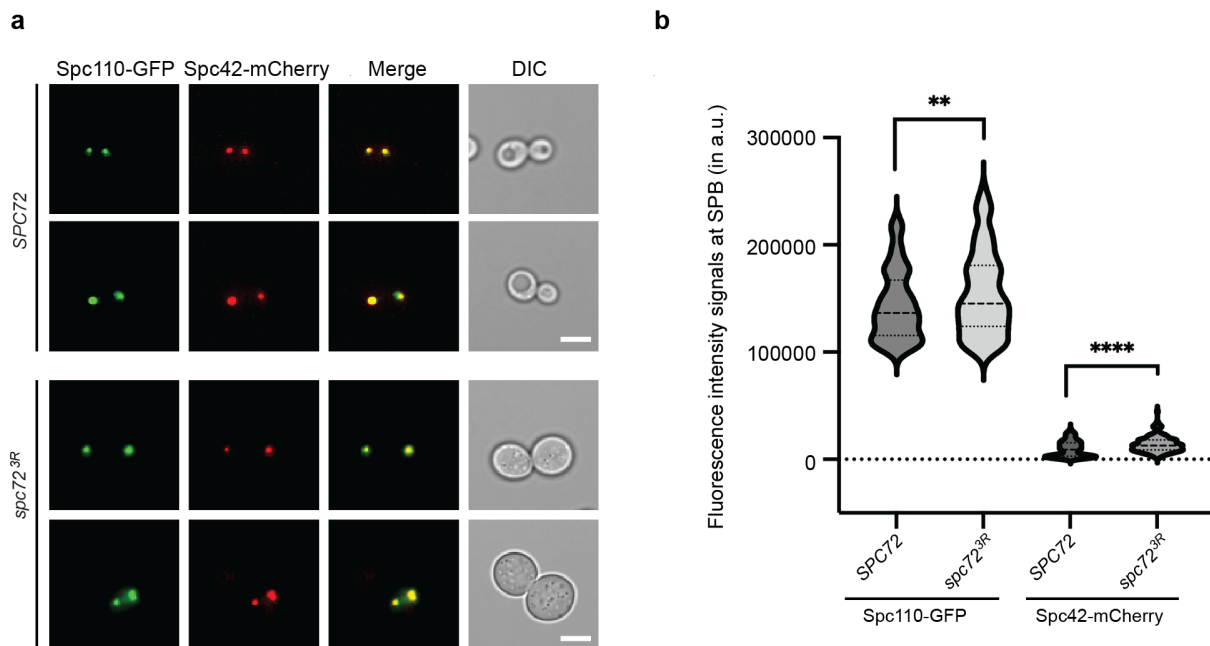 a
Spc110-GFP Spc42-mCherry Merge DIC
SPC72
spc72³ᴿ
b
Fluorescence intensity signals at SPB (in a.u.)
**
300000
200000
****
100000
0
SPC72 spc72³ᴿ SPC72 spc72³ᴿ
Spc110-GFP Spc42-mCherry